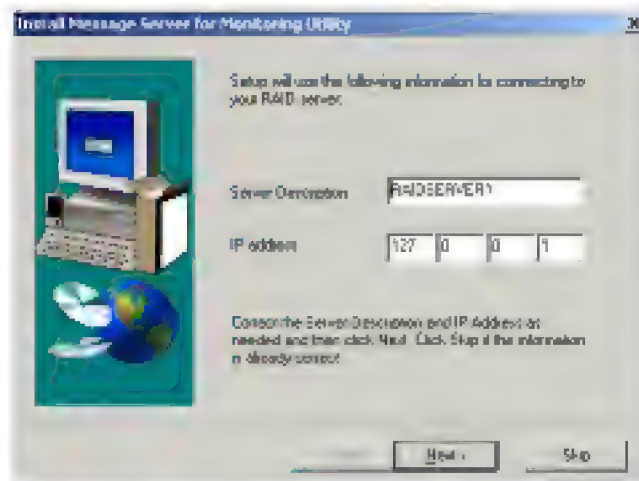 Install Message Server for Monitoring Utility
Setup will use the following information for connecting to
your RAID server:
Server Description
RAIDSERVER1
IP address
127 0 0 1
Correct the Server Description and IP Address as
needed and then click Next. Click Skip if the information
is already correct.
Next >
Skip